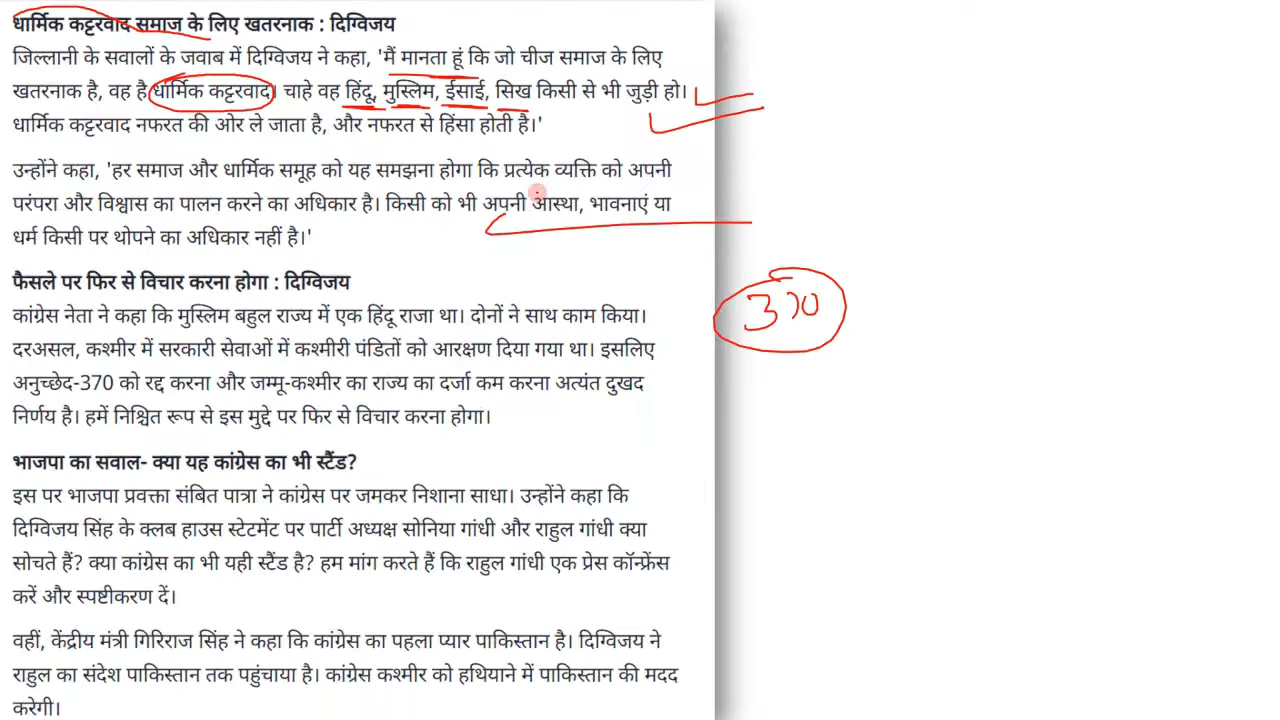 धार्मिक कट्टरवाद समाज के लिए खतरनाक : दिग्विजय
जिल्लानी के सवालों के जवाब में दिग्विजय ने कहा, 'मैं मानता हूं कि जो चीज समाज के लिए
खतरनाक है, वह है धार्मिक कट्टरवाद। चाहे वह हिंदू, मुस्लिम, ईसाई, सिख किसी से भी जुड़ी हो।
धार्मिक कट्टरवाद नफरत की ओर ले जाता है, और नफरत से हिंसा होती है।'
उन्होंने कहा, 'हर समाज और धार्मिक समूह को यह समझना होगा कि प्रत्येक व्यक्ति को अपनी
परंपरा और विश्वास का पालन करने का अधिकार है। किसी को भी अपनी आस्था, भावनाएं या
धर्म किसी पर थोपने का अधिकार नहीं है।'
फैसले पर फिर से विचार करना होगा : दिग्विजय
370
कांग्रेस नेता ने कहा कि मुस्लिम बहुल राज्य में एक हिंदू राजा था। दोनों ने साथ काम किया।
दरअसल, कश्मीर में सरकारी सेवाओं में कश्मीरी पंडितों को आरक्षण दिया गया था। इसलिए
अनुच्छेद-370 को रद्द करना और जम्मू-कश्मीर का राज्य का दर्जा कम करना अत्यंत दुखद
निर्णय है। हमें निश्चित रूप से इस मुद्दे पर फिर से विचार करना होगा।
भाजपा का सवाल- क्या यह कांग्रेस का भी स्टैंड?
इस पर भाजपा प्रवक्ता संबित पात्रा ने कांग्रेस पर जमकर निशाना साधा। उन्होंने कहा कि
दिग्विजय सिंह के क्लब हाउस स्टेटमेंट पर पार्टी अध्यक्ष सोनिया गांधी और राहुल गांधी क्या
सोचते हैं? क्या कांग्रेस का भी यही स्टैंड है? हम मांग करते हैं कि राहुल गांधी एक प्रेस कॉन्फ्रेंस
करें और स्पष्टीकरण दें।
वहीं, केंद्रीय मंत्री गिरिराज सिंह ने कहा कि कांग्रेस का पहला प्यार पाकिस्तान है। दिग्विजय ने
राहुल का संदेश पाकिस्तान तक पहुंचाया है। कांग्रेस कश्मीर को हथियाने में पाकिस्तान की मदद
करेगी।